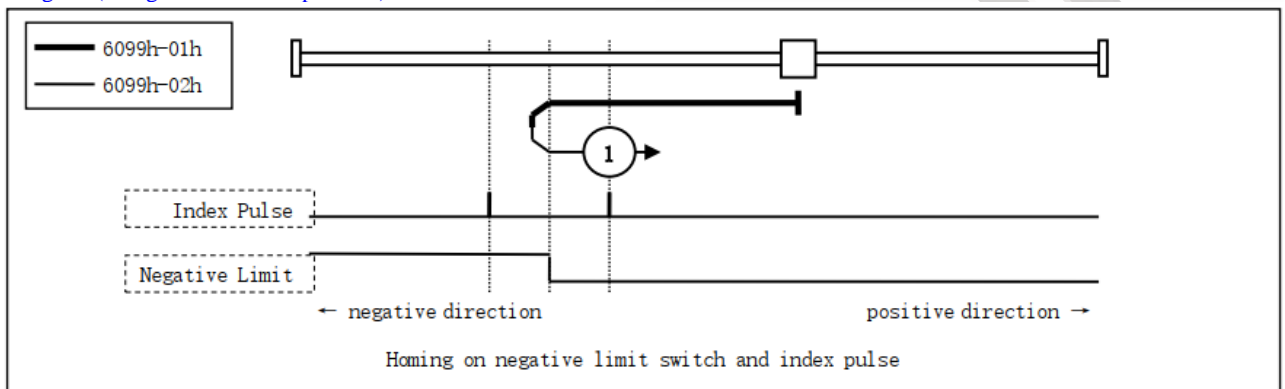 6099h-01h
6099h-02h
1
Index Pulse
Negative Limit
← negative direction
positive direction →
Homing on negative limit switch and index pulse